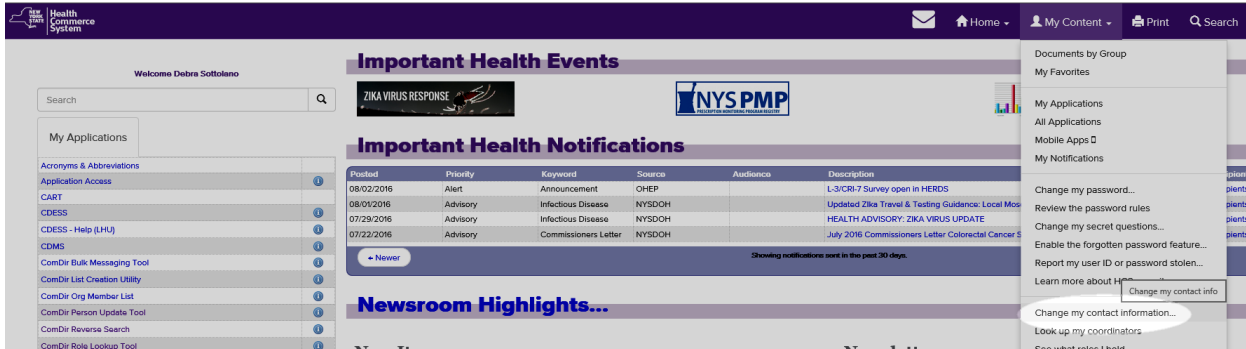 NEW YORK STATE
Health
Commerce
System
Home
My Content
Print
Search
Welcome Debra Sottolano
Search
My Applications
Acronyms & Abbreviations
Application Access
CART
CDESS
CDESS - Help (LHU)
CDMS
ComDir Bulk Messaging Tool
ComDir List Creation Utility
ComDir Org Member List
ComDir Person Update Tool
ComDir Reverse Search
ComDir Role Lookup Tool
Important Health Events
ZIKA VIRUS RESPONSE
NYS PMP
PRESCRIPTION MONITORING PROGRAM REGISTRY
Important Health Notifications
Posted Priority Keyword Source Audience Description
08/02/2016 Alert Announcement OHEP L-3/CRI-7 Survey open in HERDS
08/01/2016 Advisory Infectious Disease NYSDOH Updated Zika Travel & Testing Guidance: Local
07/29/2016 Advisory Infectious Disease NYSDOH HEALTH ADVISORY: ZIKA VIRUS UPDATE
07/22/2016 Advisory Commissioners Letter NYSDOH July 2016 Commissioners Letter Colorectal Cancer
← Newer
Showing notifications sent in the past 30 days.
Newsroom Highlights...
Documents by Group
My Favorites
My Applications
All Applications
Mobile Apps
My Notifications
Change my password...
Review the password rules
Change my secret questions...
Enable the forgotten password feature...
Report my user ID or password stolen...
Learn more about
Change my contact info
Change my contact information...
Look up my coordinators
See what roles I hold